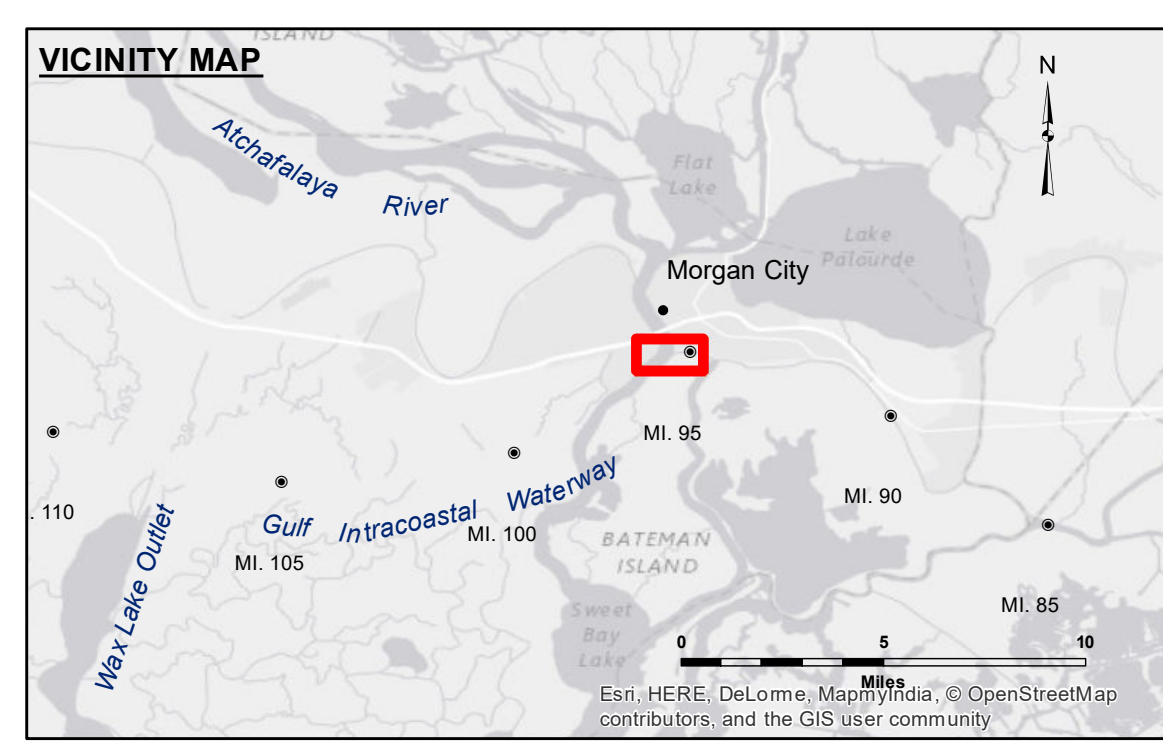 ISLAND
VICINITY MAP
N
Atchafalaya River
Flat
Lake
Lake
Palourde
Morgan City
MI. 95
MI. 90
. 110
Gulf Intracoastal Waterway
MI. 100
MI. 105
Wax Lake Outlet
BATEMAN
ISLAND
MI. 85
Sweet
Bay
Lake
0 5 10
Miles
Esri, HERE, DeLorme, MapmyIndia, © OpenStreetMap
contributors, and the GIS user community